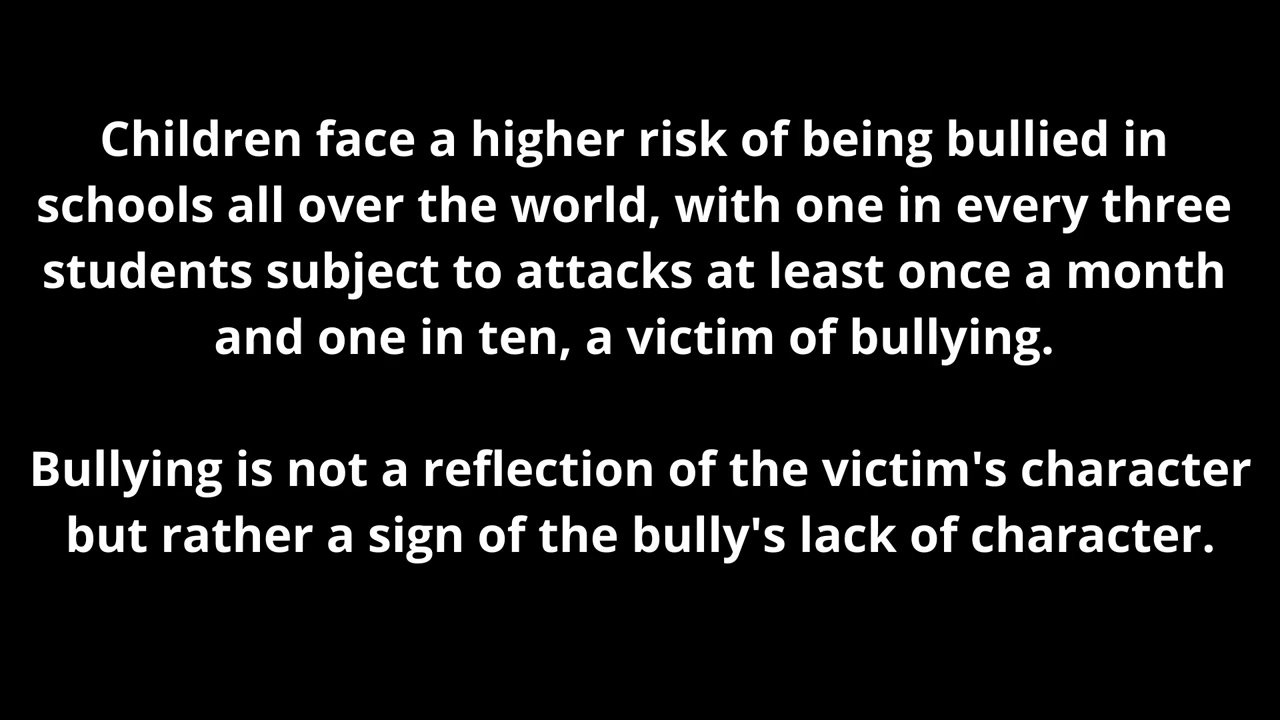 Children face a higher risk of being bullied in
schools all over the world, with one in every three
students subject to attacks at least once a month
and one in ten, a victim of bullying.
Bullying is not a reflection of the victim's character
but rather a sign of the bully's lack of character.